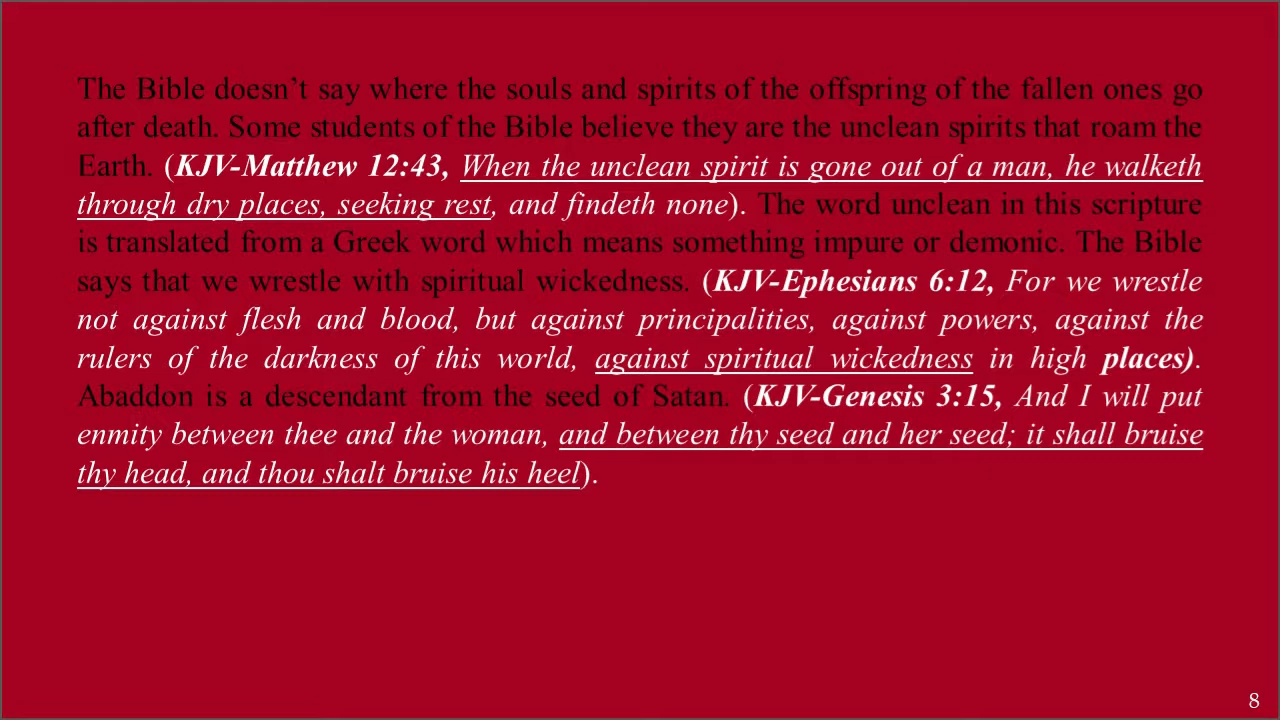 The Bible doesn’t say where the souls and spirits of the offspring of the fallen ones go
after death. Some students of the Bible believe they are the unclean spirits that roam the
Earth. (KJV-Matthew 12:43, When the unclean spirit is gone out of a man, he walketh
through dry places, seeking rest, and findeth none). The word unclean in this scripture
is translated from a Greek word which means something impure or demonic. The Bible
says that we wrestle with spiritual wickedness. (KJV-Ephesians 6:12, For we wrestle
not against flesh and blood, but against principalities, against powers, against the
rulers of the darkness of this world, against spiritual wickedness in high places).
Abaddon is a descendant from the seed of Satan. (KJV-Genesis 3:15, And I will put
enmity between thee and the woman, and between thy seed and her seed; it shall bruise
thy head, and thou shalt bruise his heel).
8